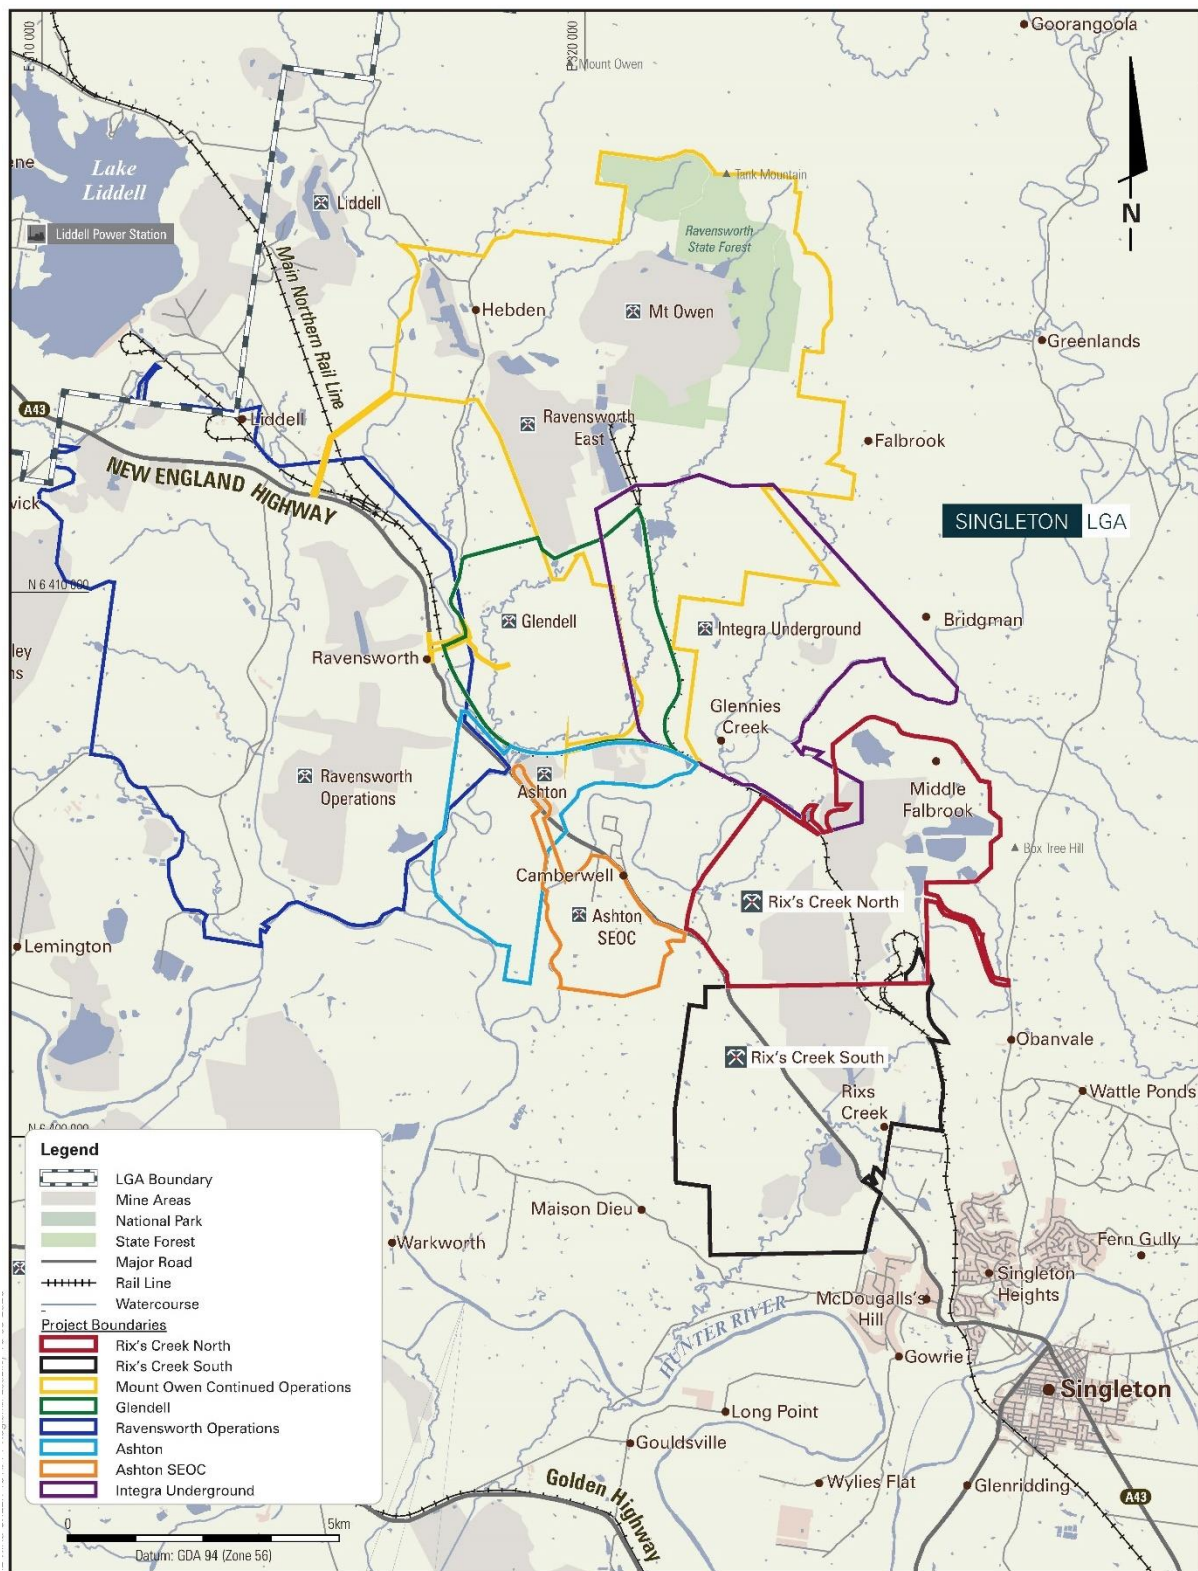 E 310 000
E 320 000
Goorangoola
Mount Owen
Lake
Liddell
Tank Mountain
Liddell
N
Liddell Power Station
Ravensworth
State Forest
Main Northern Rail Line
Hebden
Mt Owen
Greenlands
A43
Liddell
Ravensworth
East
Falbrook
NEW ENGLAND HIGHWAY
SINGLETON LGA
N 6 410 000
Glendell
Integra Underground
Bridgman
Ravensworth
Glennies
Creek
Ravensworth
Operations
Ashton
Middle
Falbrook
Box Tree Hill
Camberwell
Rix's Creek North
Ashton
SEOC
Lemington
Obanvale
Rix's Creek South
Rixs
Creek
Wattle Ponds
N 6 400 000
Maison Dieu
Warkworth
Fern Gully
Singleton
Heights
McDougalls's
Hill
HUNTER RIVER
Gowrie
Singleton
Long Point
Gouldsville
Wylies Flat
Glenridding
Golden Highway
A43
Legend
LGA Boundary
Mine Areas
National Park
State Forest
Major Road
Rail Line
Watercourse
Project Boundaries
Rix's Creek North
Rix's Creek South
Mount Owen Continued Operations
Glendell
Ravensworth Operations
Ashton
Ashton SEOC
Integra Underground
0 5km
Datum: GDA 94 (Zone 56)